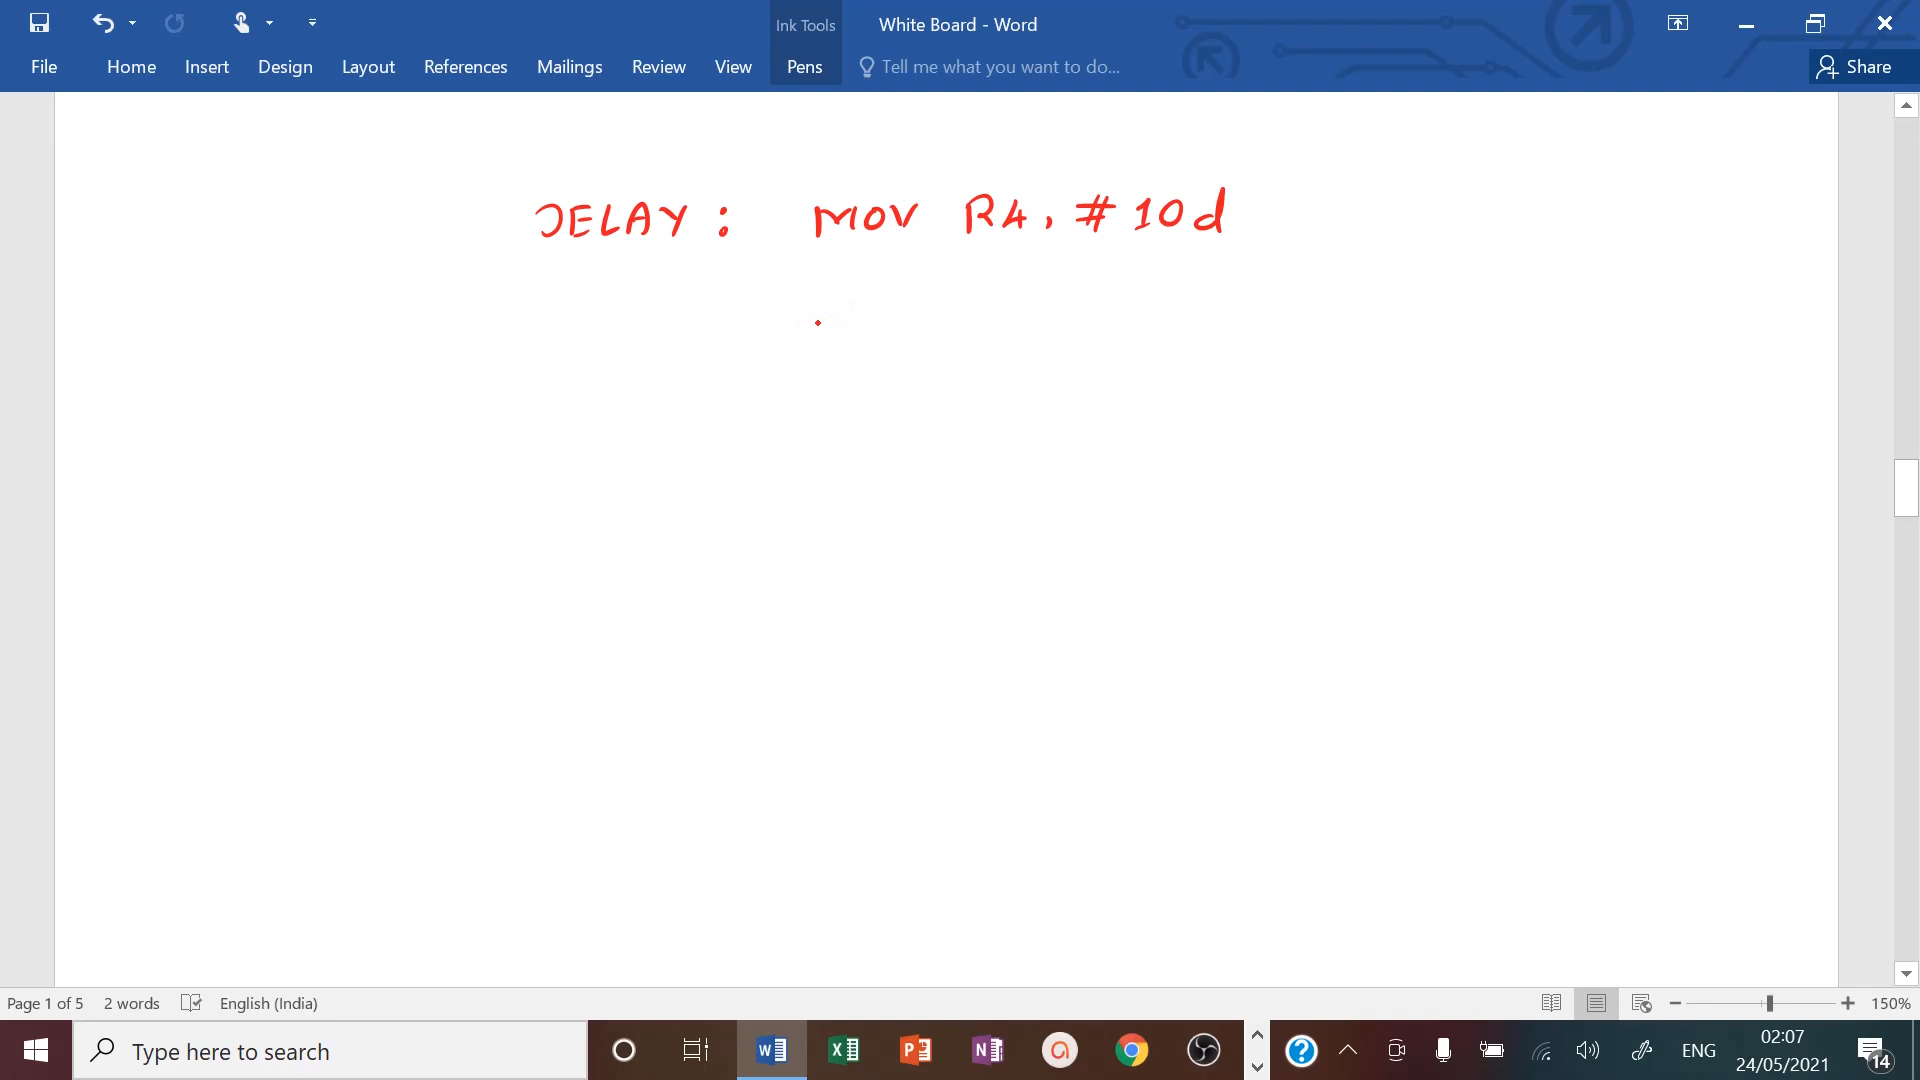 Ink Tools White Board - Word
File Home Insert Design Layout References Mailings Review View Pens Tell me what you want to do... Share
DELAY : MOV R4, # 10d
Page 1 of 5 2 words English (India) 150%
Type here to search ENG 02:07
24/05/2021 14